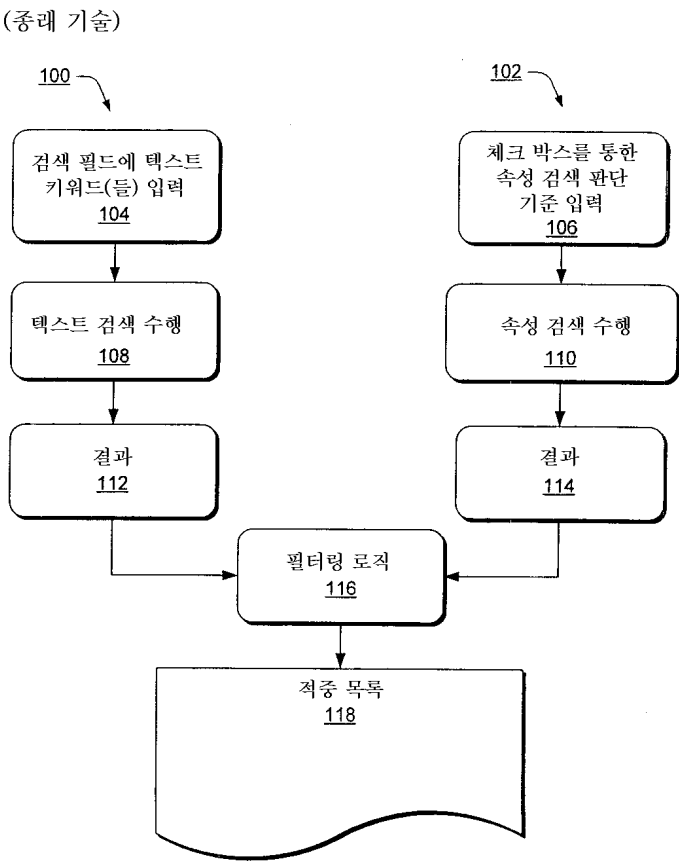 (종래 기술)
100
102
검색 필드에 텍스트
키워드(들) 입력
104
체크 박스를 통한
속성 검색 판단
기준 입력
106
텍스트 검색 수행
108
속성 검색 수행
110
결과
112
결과
114
필터링 로직
116
적중 목록
118